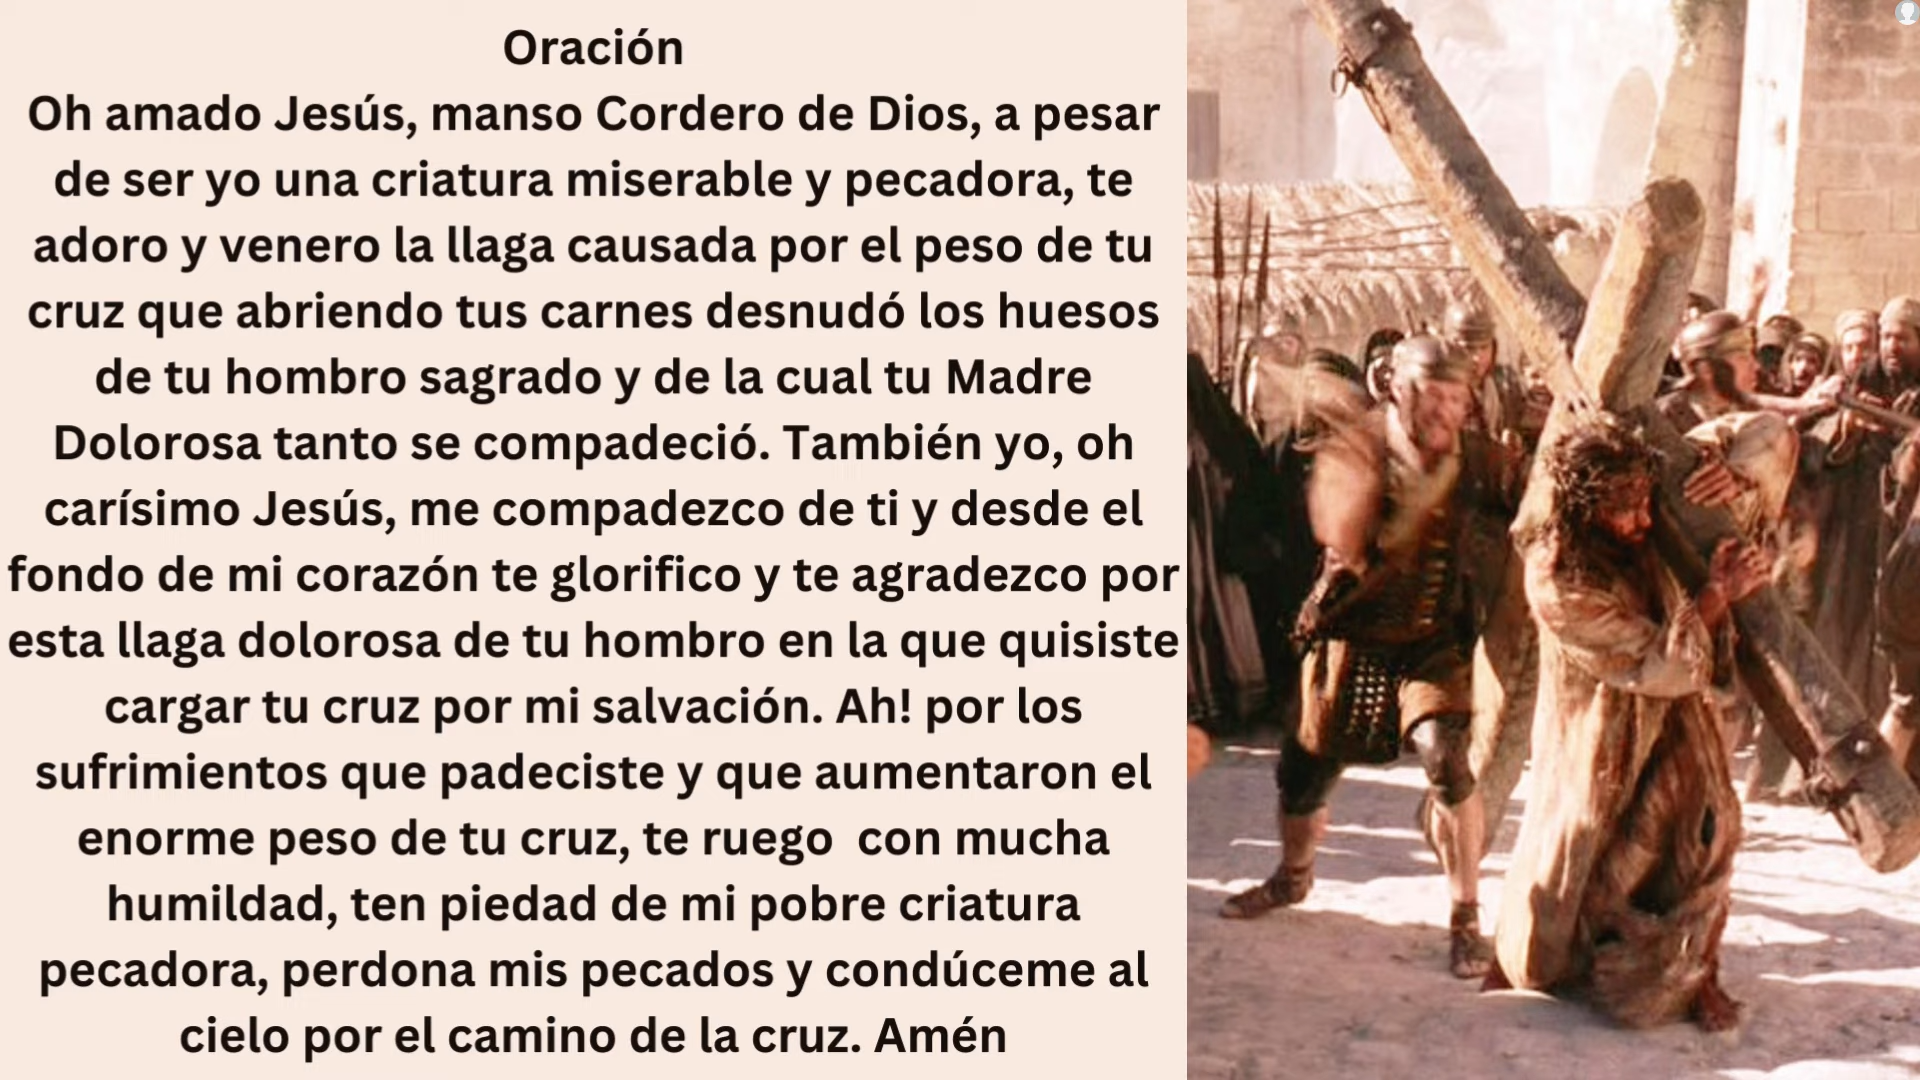 Oración
Oh amado Jesús, manso Cordero de Dios, a pesar
de ser yo una criatura miserable y pecadora, te
adoro y venero la llaga causada por el peso de tu
cruz que abriendo tus carnes desnudó los huesos
de tu hombro sagrado y de la cual tu Madre
Dolorosa tanto se compadeció. También yo, oh
carísimo Jesús, me compadezco de ti y desde el
fondo de mi corazón te glorifico y te agradezco por
esta llaga dolorosa de tu hombro en la que quisiste
cargar tu cruz por mi salvación. Ah! por los
sufrimientos que padeciste y que aumentaron el
enorme peso de tu cruz, te ruego  con mucha
humildad, ten piedad de mi pobre criatura
pecadora, perdona mis pecados y condúceme al
cielo por el camino de la cruz. Amén